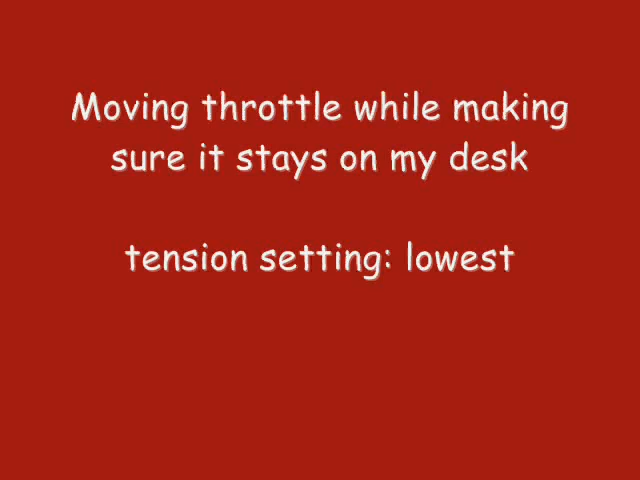 Moving throttle while making
sure it stays on my desk
tension setting: lowest